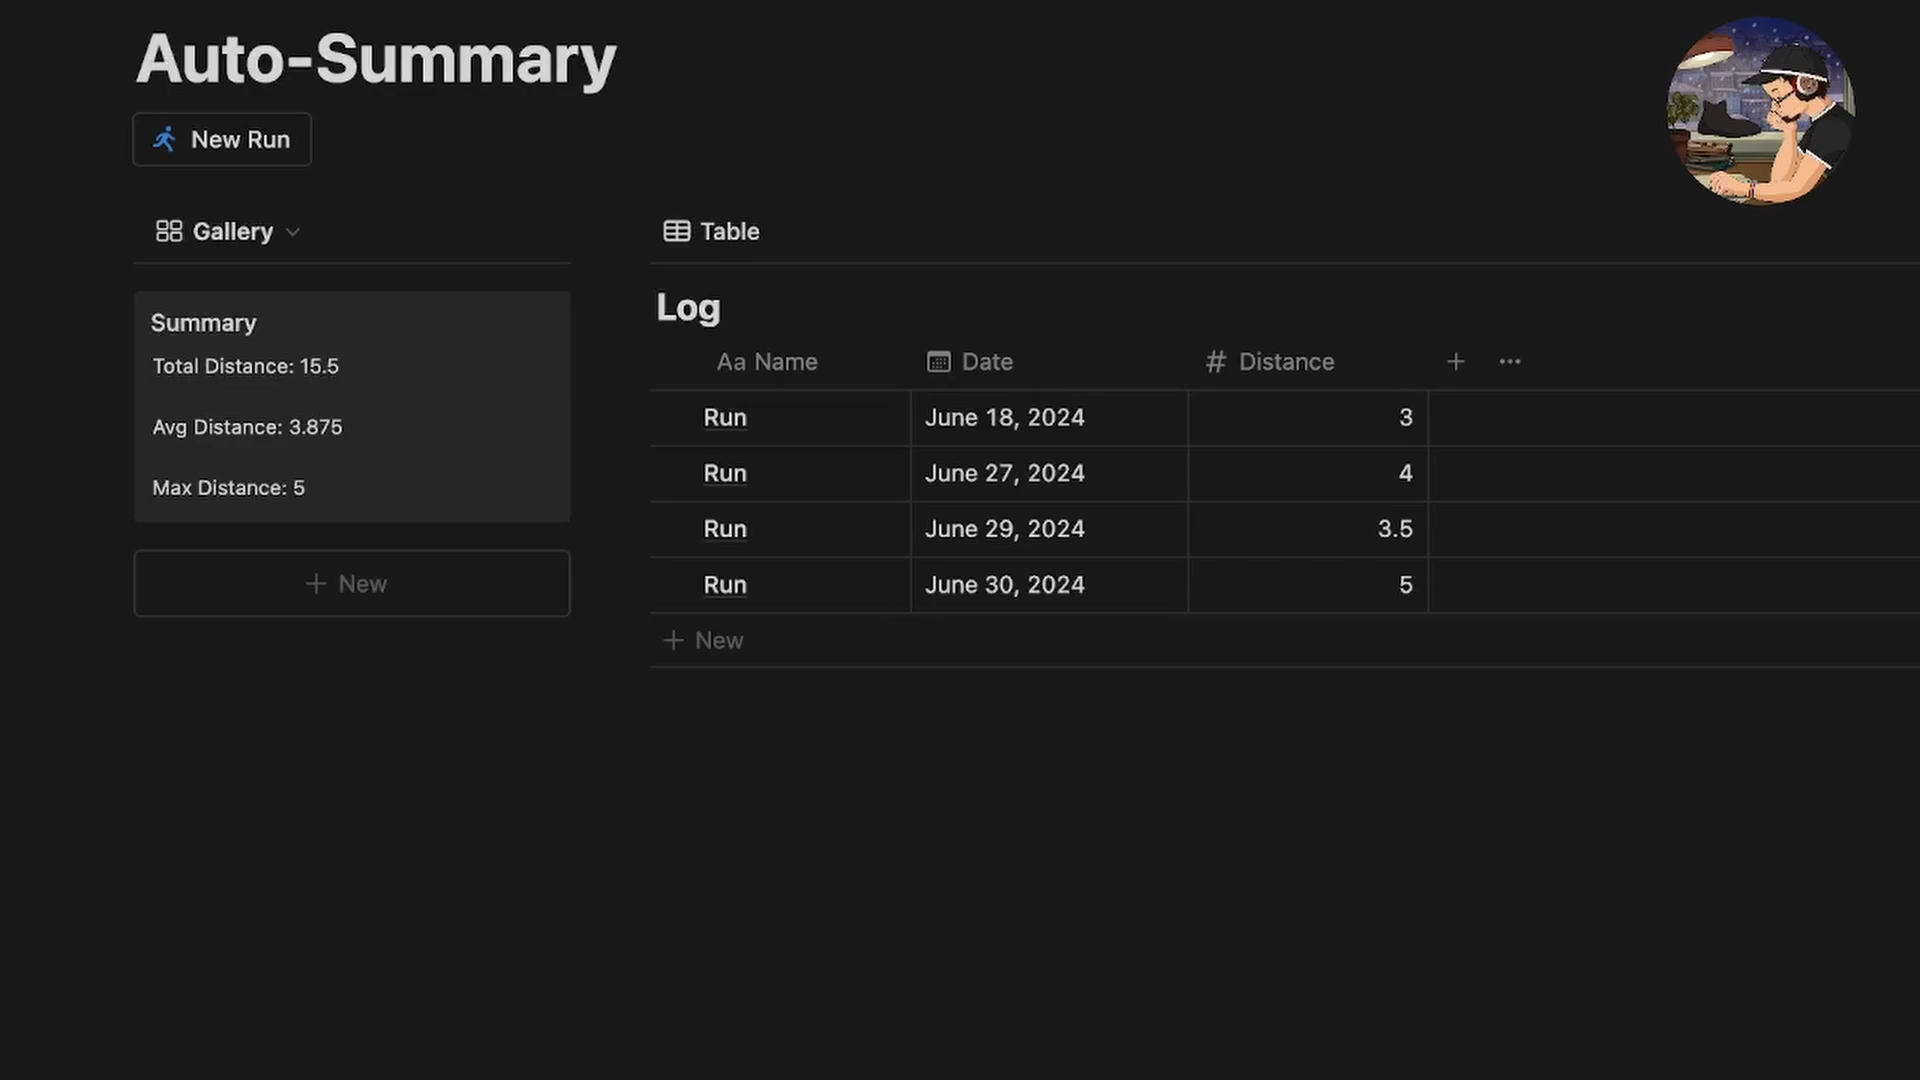 Auto-Summary
New Run
Gallery
Summary
Total Distance: 15.5
Avg Distance: 3.875
Max Distance: 5
+ New
Table
Log
Aa Name Date # Distance + ...
Run June 18, 2024 3
Run June 27, 2024 4
Run June 29, 2024 3.5
Run June 30, 2024 5
+ New